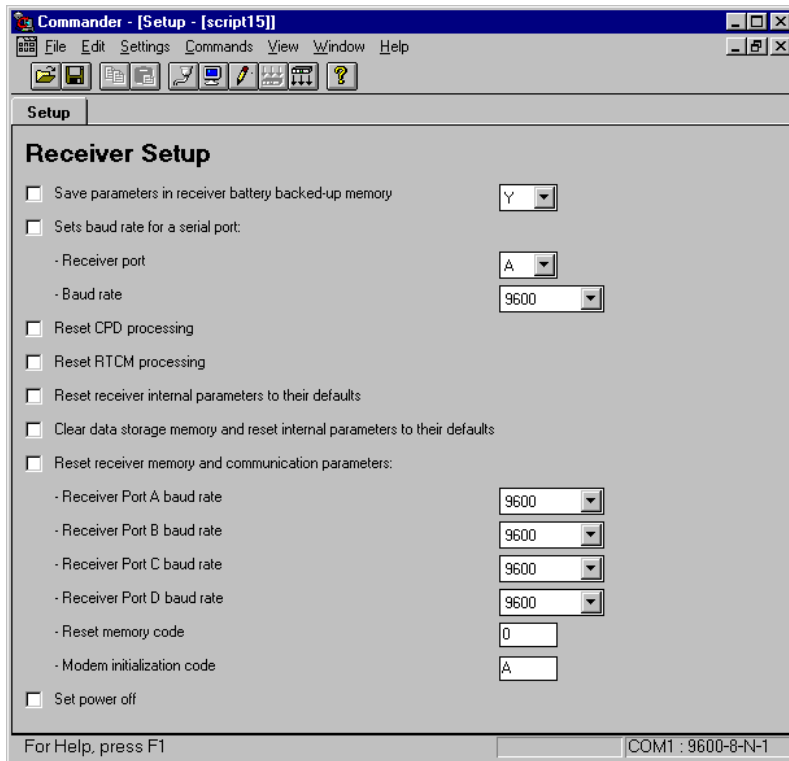 Commander - [Setup - [script15]]
File Edit Settings Commands View Window Help
Setup
Receiver Setup
Save parameters in receiver battery backed-up memory Y
Sets baud rate for a serial port:
- Receiver port A
- Baud rate 9600
Reset CPD processing
Reset RTCM processing
Reset receiver internal parameters to their defaults
Clear data storage memory and reset internal parameters to their defaults
Reset receiver memory and communication parameters:
- Receiver Port A baud rate 9600
- Receiver Port B baud rate 9600
- Receiver Port C baud rate 9600
- Receiver Port D baud rate 9600
- Reset memory code 0
- Modem initialization code A
Set power off
For Help, press F1 COM1 : 9600-8-N-1